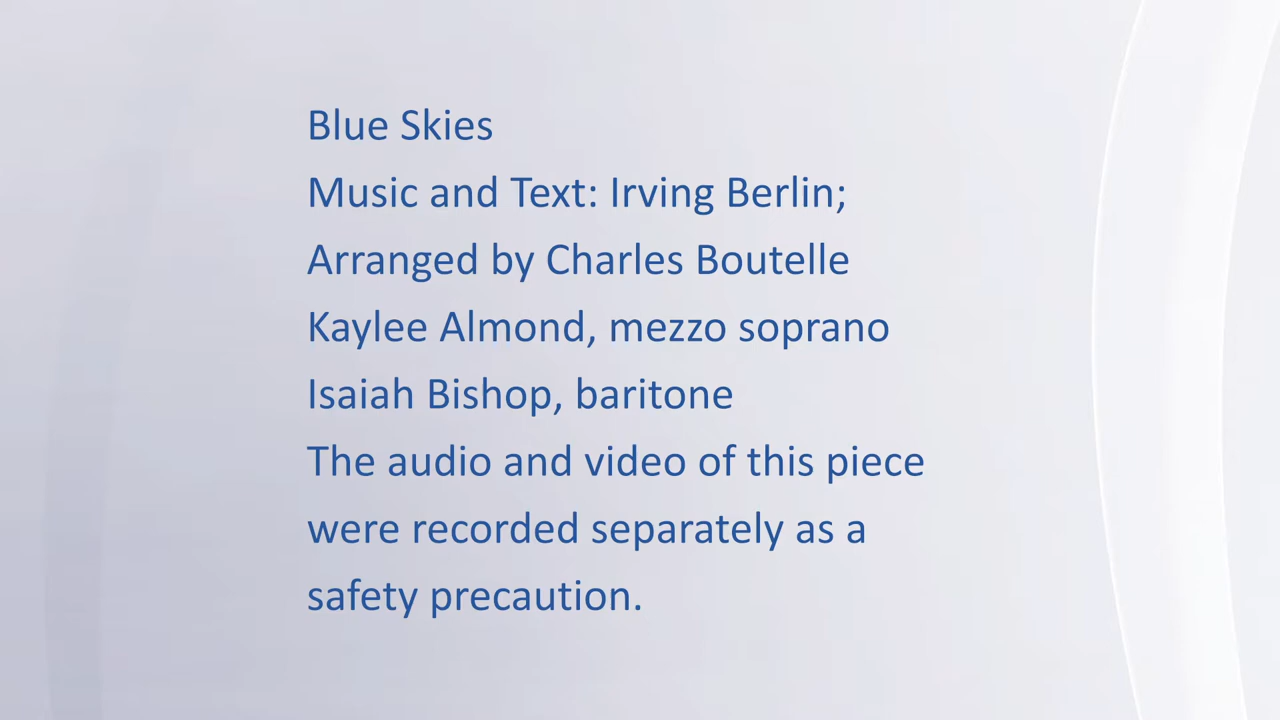 Blue Skies
Music and Text: Irving Berlin;
Arranged by Charles Boutelle
Kaylee Almond, mezzo soprano
Isaiah Bishop, baritone
The audio and video of this piece
were recorded separately as a
safety precaution.